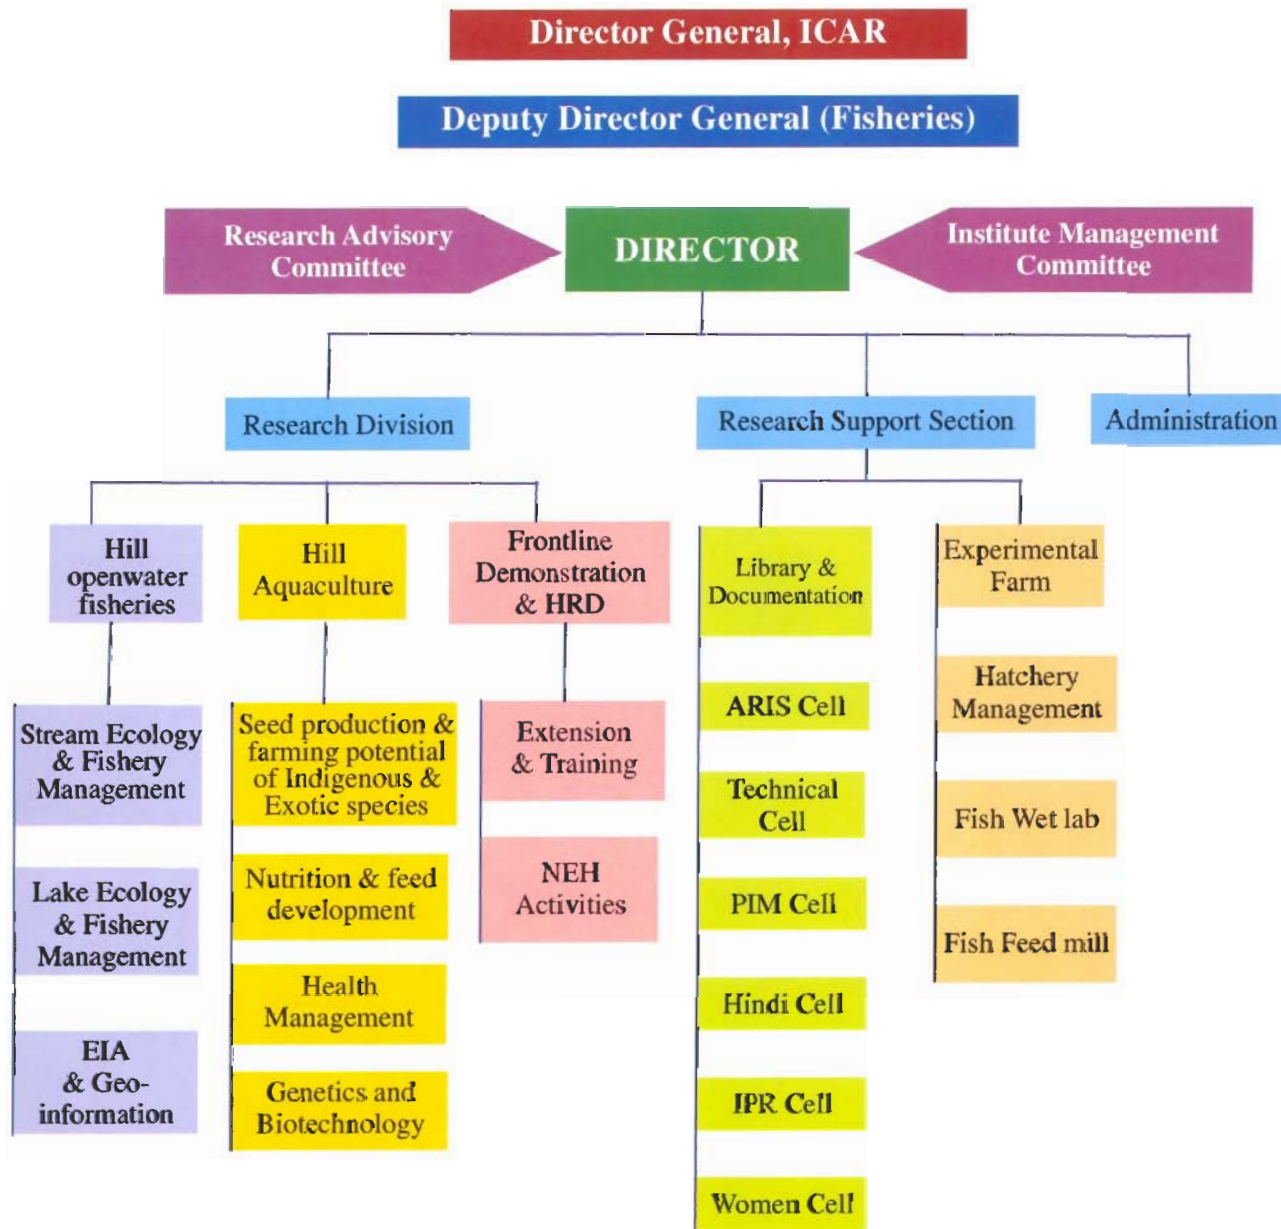 Director General, ICAR
Deputy Director General (Fisheries)
Research Advisory
Committee
DIRECTOR
Institute Management
Committee
Research Division
Research Support Section
Administration
Hill
openwater
fisheries
Hill
Aquaculture
Frontline
Demonstration
& HRD
Library &
Documentation
Experimental
Farm
Stream Ecology
& Fishery
Management
Seed production &
farming potential
of Indigenous &
Exotic species
Extension
& Training
ARIS Cell
Hatchery
Management
Technical
Cell
Fish Wet lab
Lake Ecology
& Fishery
Management
Nutrition & feed
development
NEH
Activities
PIM Cell
Fish Feed mill
Health
Management
Hindi Cell
EIA
& Geo-
information
Genetics and
Biotechnology
IPR Cell
Women Cell